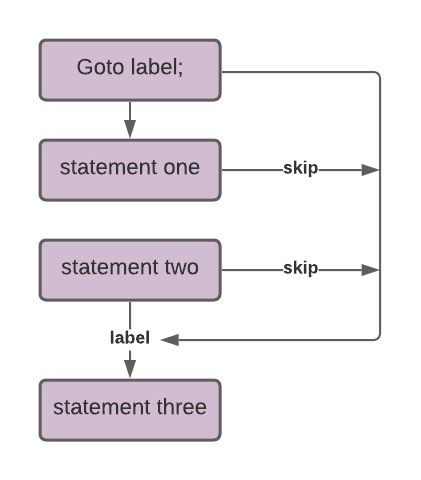 Goto label;
statement one
skip
statement two
skip
label
statement three